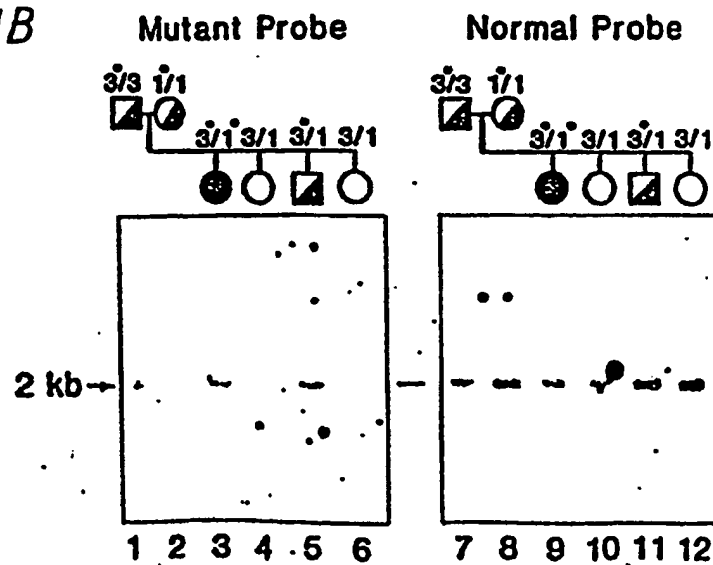 1B
Mutant Probe Normal Probe
3/3 1/1 3/3 1/1
3/1 3/1 3/1 3/1 3/1 3/1 3/1 3/1
2 kb→
1 2 3 4 5 6 7 8 9 10 11 12